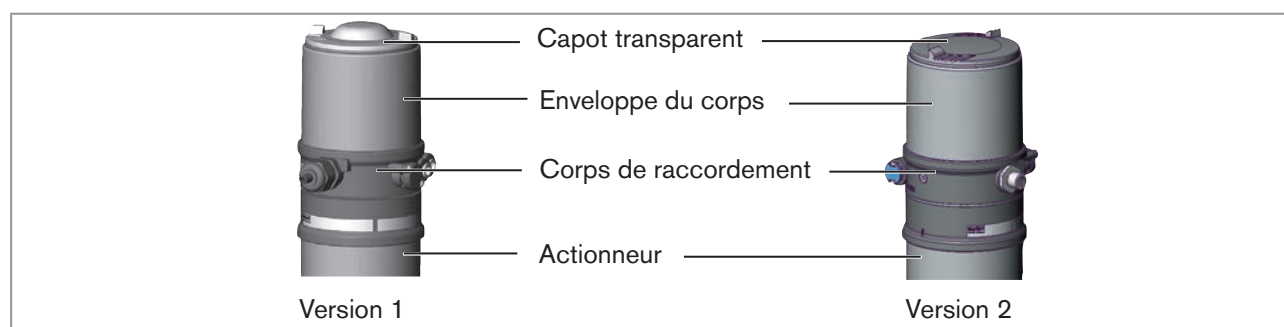 Capot transparent
Enveloppe du corps
Corps de raccordement
Actionneur
Version 1
Version 2